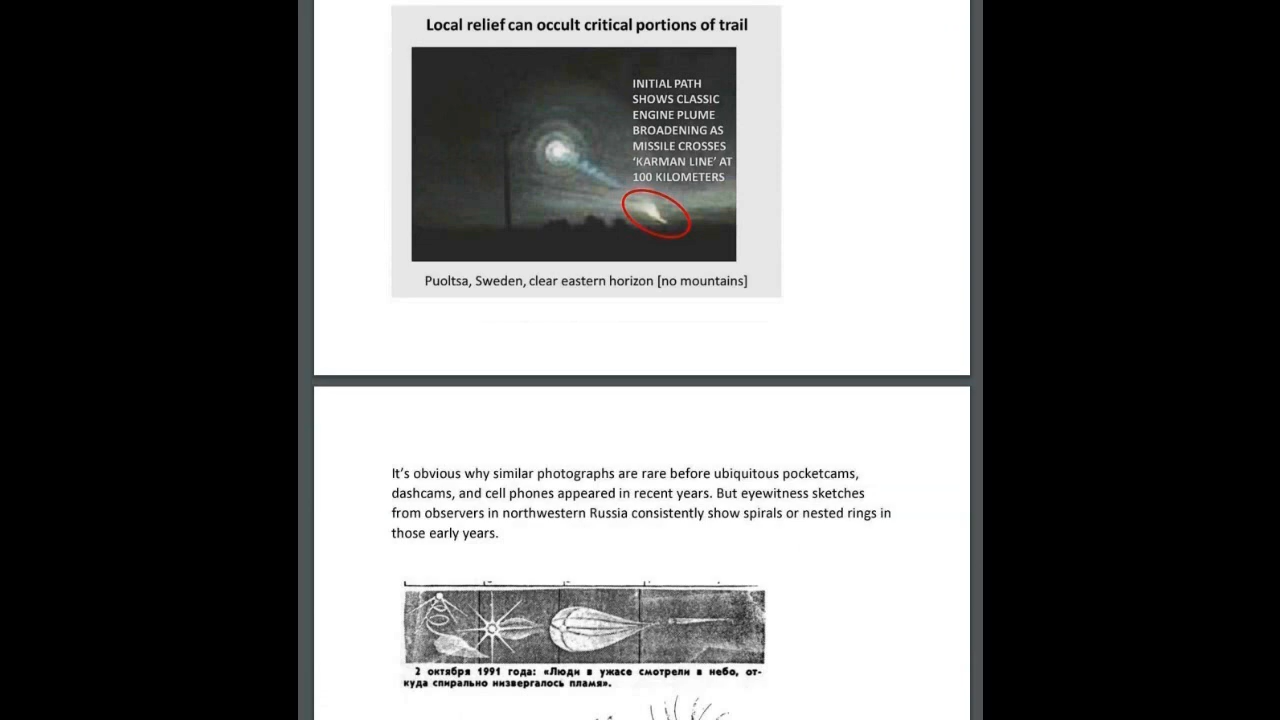 Local relief can occult critical portions of trail
INITIAL PATH
SHOWS CLASSIC
ENGINE PLUME
BROADENING AS
MISSILE CROSSES
‘KARMAN LINE’ AT
100 KILOMETERS
Puoltsa, Sweden, clear eastern horizon [no mountains]
It’s obvious why similar photographs are rare before ubiquitous pocketcams,
dashcams, and cell phones appeared in recent years. But eyewitness sketches
from observers in northwestern Russia consistently show spirals or nested rings in
those early years.
2 октября 1991 года: «Люди в ужасе смотрели в небо, от-
куда спирально низвергалось пламя».